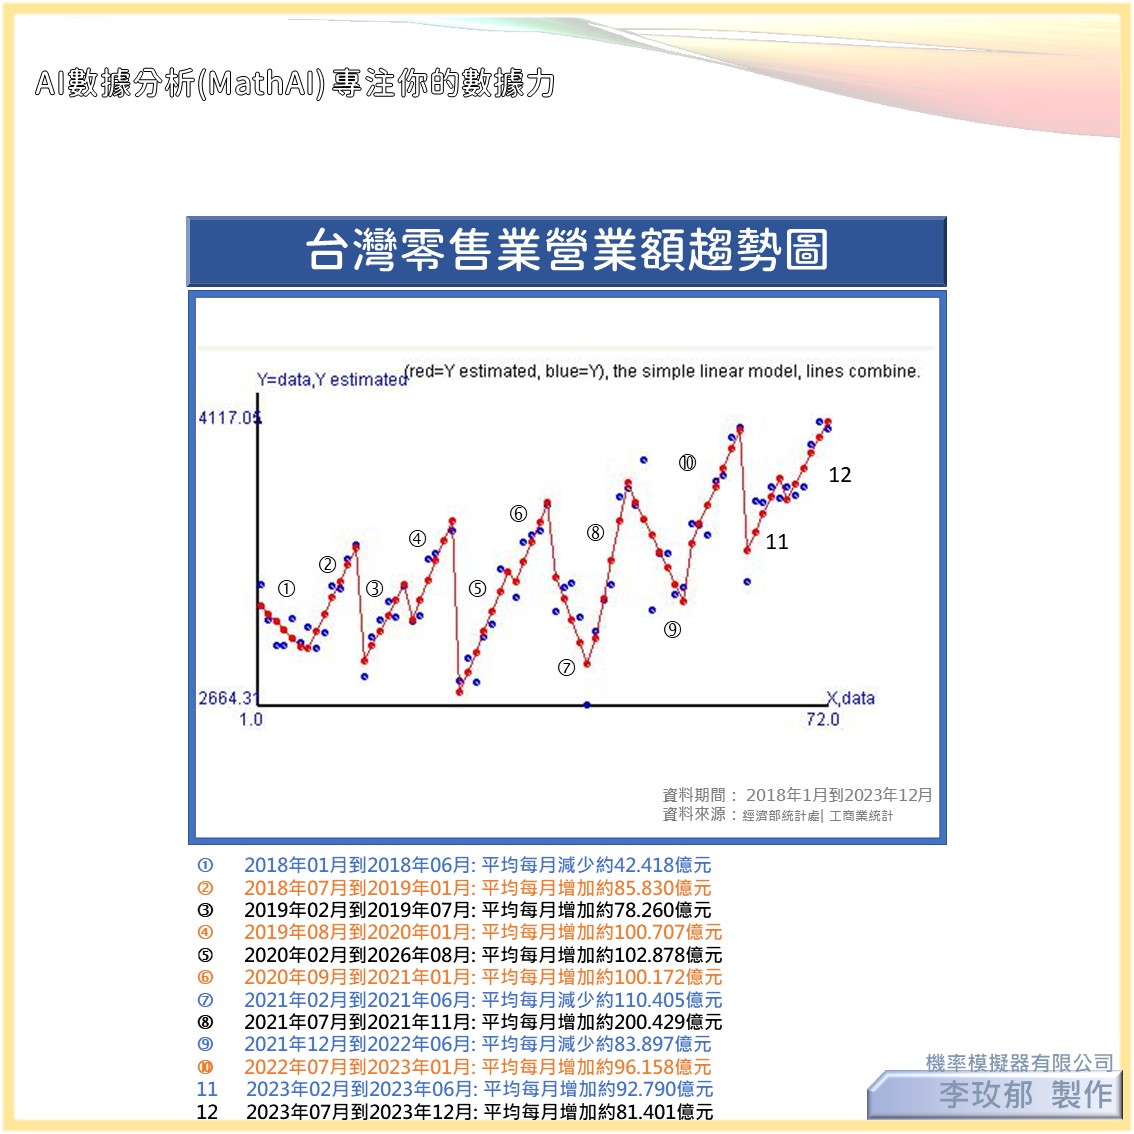 AI數據分析(MathAI) 專注你的數據力
台灣零售業營業額趨勢圖
Y=data,Y estimated (red=Y estimated, blue=Y), the simple linear model, lines combine.
4117.05
⑩
12
⑥
④ ⑧ 11
②
① ③ ⑤
⑨
⑦
2664.31 X,data
1.0 72.0
資料期間： 2018年1月到2023年12月
資料來源：經濟部統計處| 工商業統計
① 2018年01月到2018年06月: 平均每月減少約42.418億元
② 2018年07月到2019年01月: 平均每月增加約85.830億元
③ 2019年02月到2019年07月: 平均每月增加約78.260億元
④ 2019年08月到2020年01月: 平均每月增加約100.707億元
⑤ 2020年02月到2026年08月: 平均每月增加約102.878億元
⑥ 2020年09月到2021年01月: 平均每月增加約100.172億元
⑦ 2021年02月到2021年06月: 平均每月減少約110.405億元
⑧ 2021年07月到2021年11月: 平均每月增加約200.429億元
⑨ 2021年12月到2022年06月: 平均每月減少約83.897億元
⑩ 2022年07月到2023年01月: 平均每月增加約96.158億元
11 2023年02月到2023年06月: 平均每月增加約92.790億元
12 2023年07月到2023年12月: 平均每月增加約81.401億元
機率模擬器有限公司
李玫郁 製作